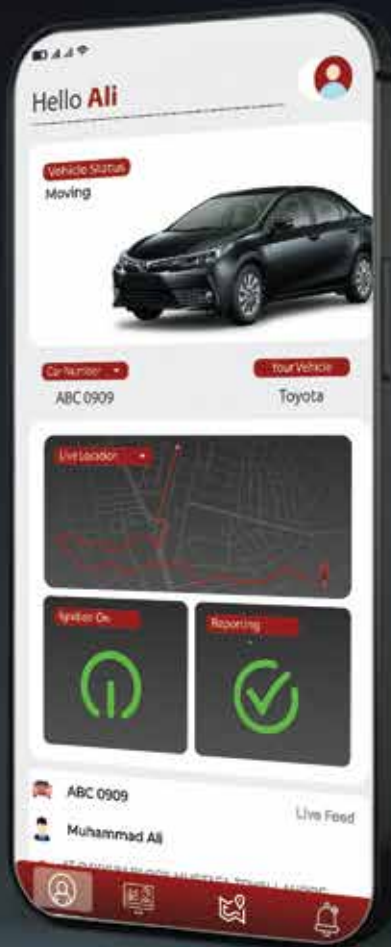 Hello Ali
Vehicle Status
Moving
Car Number
Your Vehicle
ABC 0909
Toyota
Live Location
Ignition On
Reporting
ABC 0909
Live Feed
Muhammad Ali